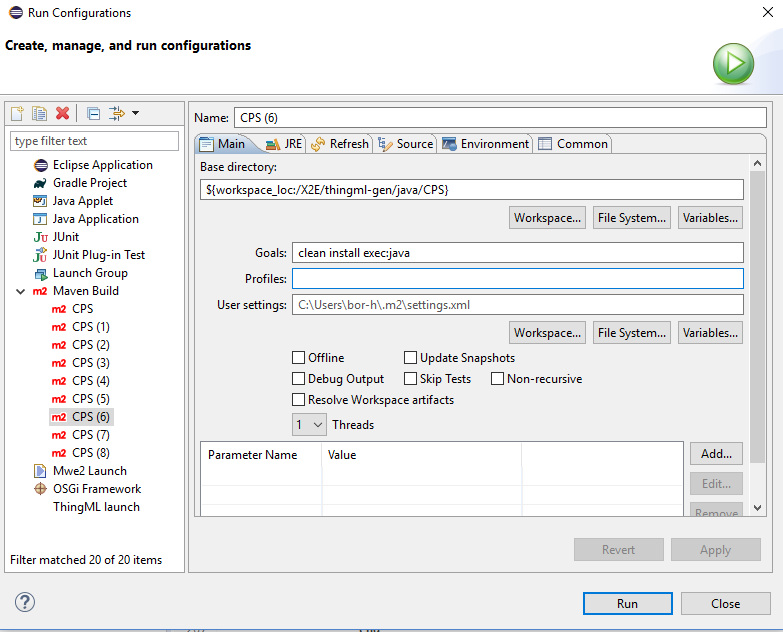 Run Configurations
Create, manage, and run configurations
type filter text
Eclipse Application
Gradle Project
Java Applet
Java Application
Ju JUnit
JUnit Plug-in Test
Launch Group
m2 Maven Build
m2 CPS
m2 CPS (1)
m2 CPS (2)
m2 CPS (3)
m2 CPS (4)
m2 CPS (5)
m2 CPS (6)
m2 CPS (7)
m2 CPS (8)
Mwe2 Launch
OSGi Framework
ThingML launch
Filter matched 20 of 20 items
Name: CPS (6)
Main JRE Refresh Source Environment Common
Base directory:
${workspace_loc:/X2E/thingml-gen/java/CPS}
Workspace... File System... Variables...
Goals: clean install exec:java
Profiles:
User settings: C:\Users\bor-h\.m2\settings.xml
Workspace... File System... Variables...
Offline Update Snapshots
Debug Output Skip Tests Non-recursive
Resolve Workspace artifacts
1 Threads
Parameter Name Value
Add...
Edit...
Remove
Revert Apply
? Run Close